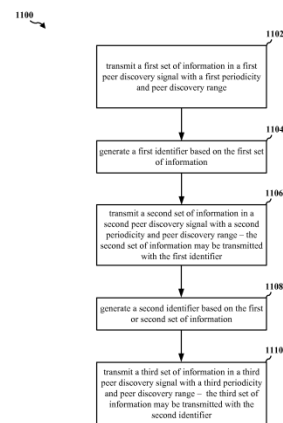 1100
1102
transmit a first set of information in a first
peer discovery signal with a first periodicity
and peer discovery range
1104
generate a first identifier based on the first set
of information
1106
transmit a second set of information in a
second peer discovery signal with a second
periodicity and peer discovery range – the
second set of information may be transmitted
with the first identifier
1108
generate a second identifier based on the first
or second set of information
1110
transmit a third set of information in a third
peer discovery signal with a third periodicity
and peer discovery range – the third set of
information may be transmitted with the
second identifier